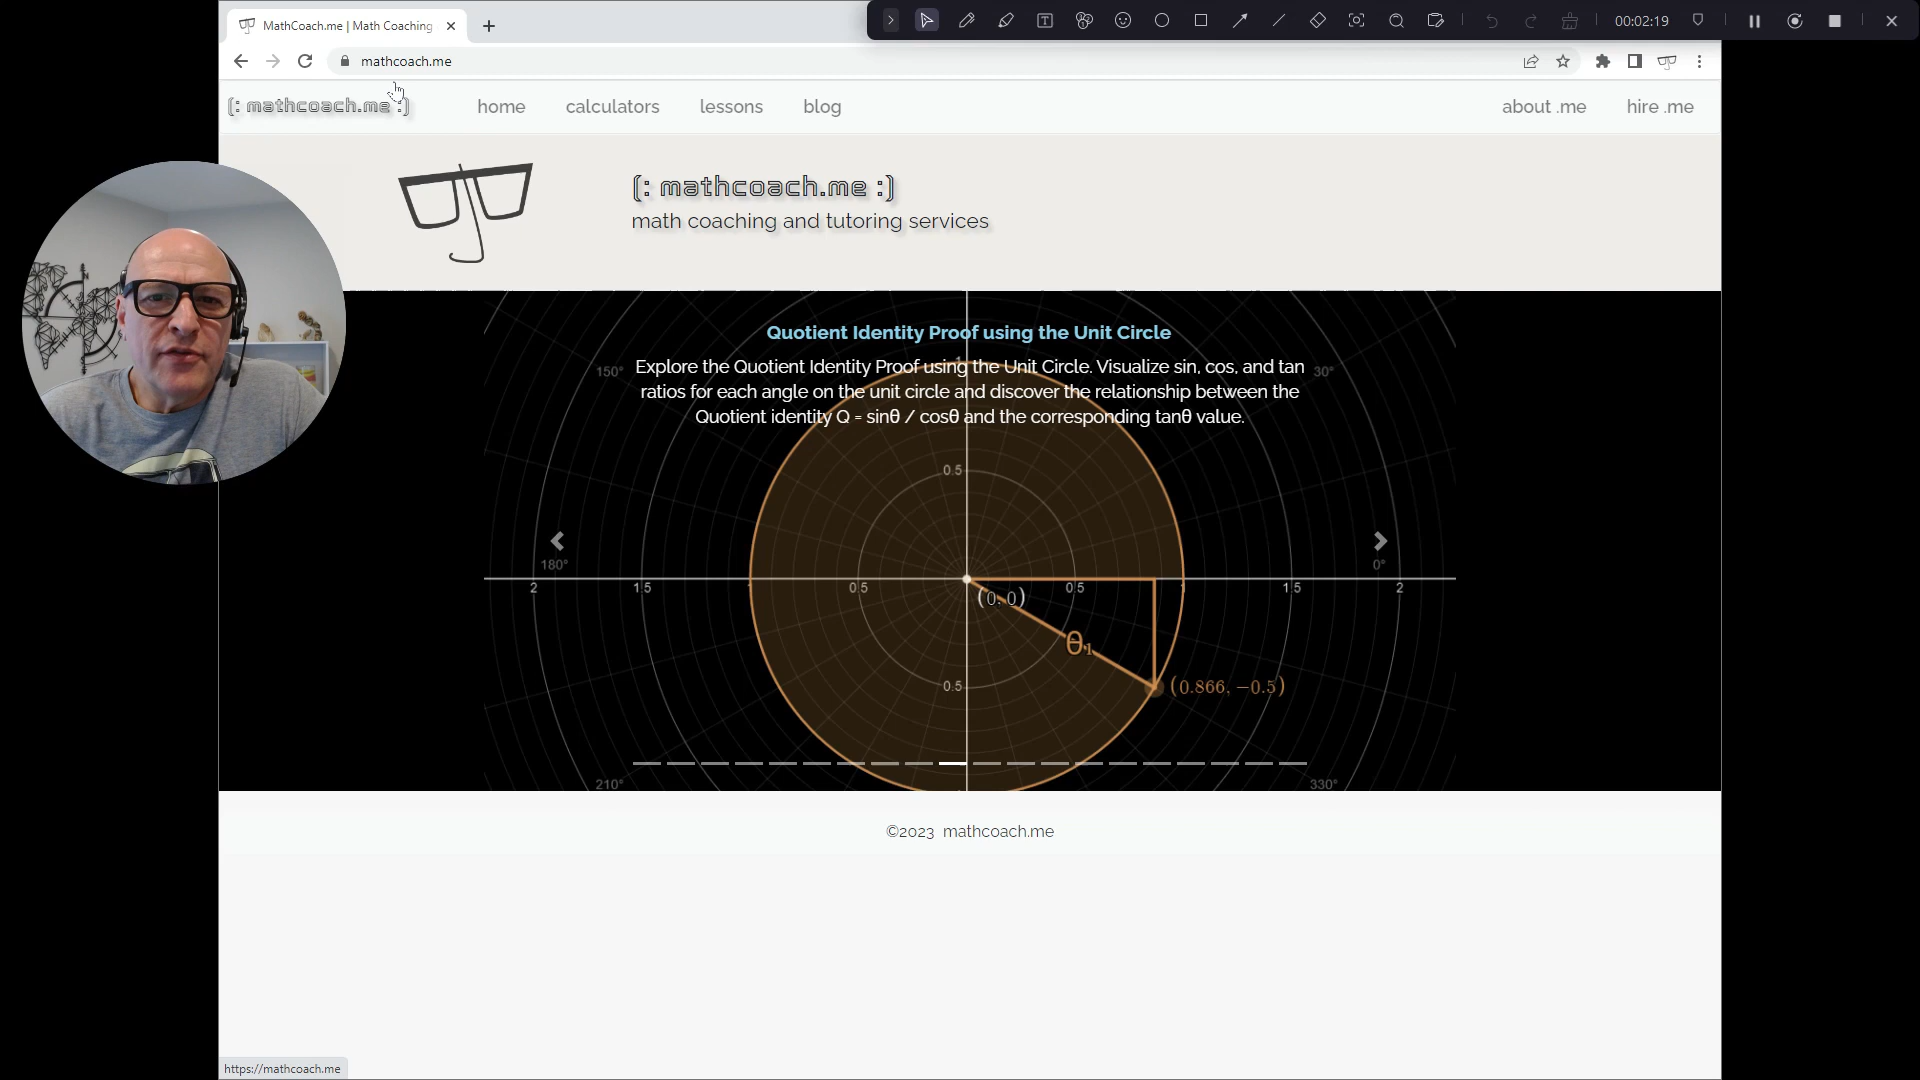 MathCoach.me | Math Coaching
00:02:19
mathcoach.me
(: mathcoach.me :)
home
calculators
lessons
blog
about .me
hire .me
(: mathcoach.me :)
math coaching and tutoring services
Quotient Identity Proof using the Unit Circle
Explore the Quotient Identity Proof using the Unit Circle. Visualize sin, cos, and tan
ratios for each angle on the unit circle and discover the relationship between the
Quotient identity Q = sinθ / cosθ and the corresponding tanθ value.
150°
1
30°
0.5
180°
0°
2
1.5
0.5
0.5
1
1.5
2
(0, 0)
θ₁
0.5
(0.866, −0.5)
210°
330°
©2023 mathcoach.me
https://mathcoach.me